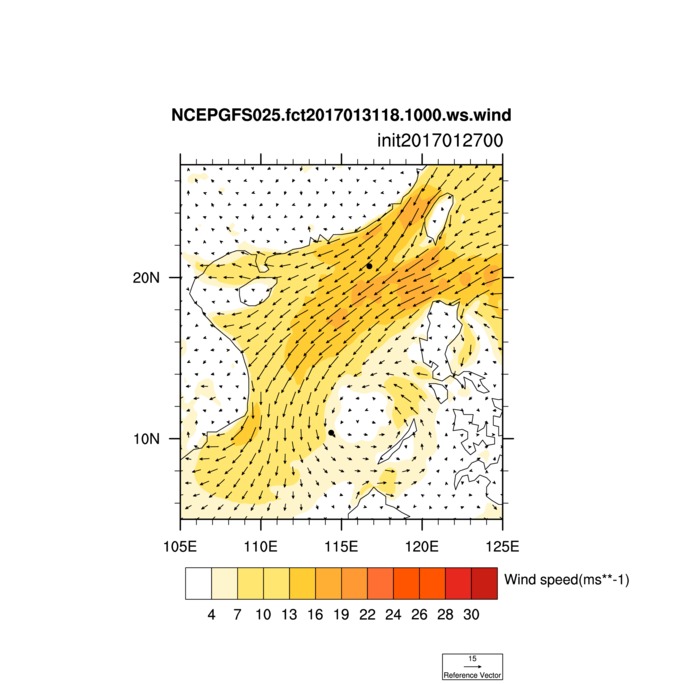 NCEPGFS025.fct2017013118.1000.ws.wind
init2017012700
20N
10N
105E 110E 115E 120E 125E
Wind speed(ms**-1)
4 7 10 13 16 19 22 24 26 28 30
15
Reference Vector